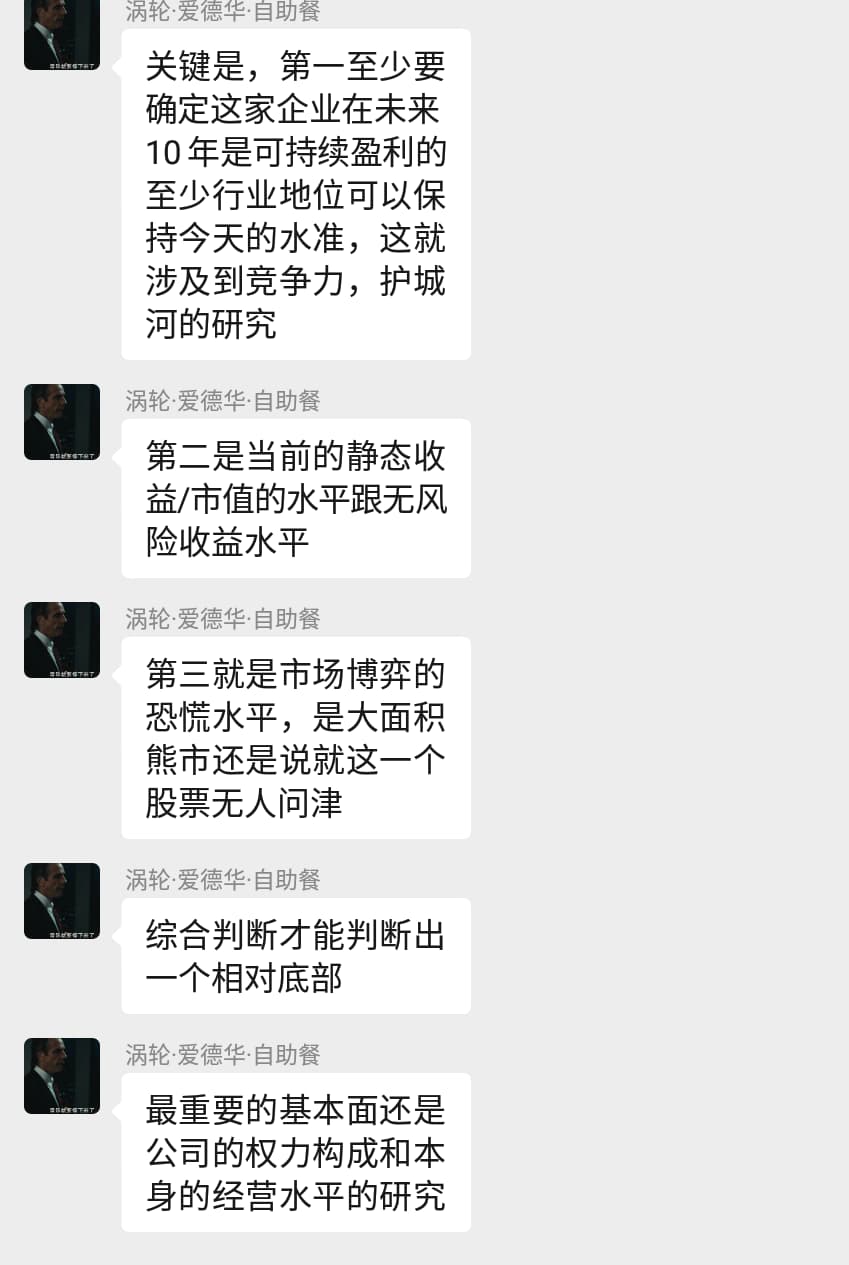 涡轮·爱德华·自助餐
关键是，第一至少要
确定这家企业在未来
10 年是可持续盈利的
至少行业地位可以保
持今天的水准，这就
涉及到竞争力，护城
河的研究
涡轮·爱德华·自助餐
第二是当前的静态收
益/市值的水平跟无风
险收益水平
涡轮·爱德华·自助餐
第三就是市场博弈的
恐慌水平，是大面积
熊市还是说就这一个
股票无人问津
涡轮·爱德华·自助餐
综合判断才能判断出
一个相对底部
涡轮·爱德华·自助餐
最重要的基本面还是
公司的权力构成和本
身的经营水平的研究